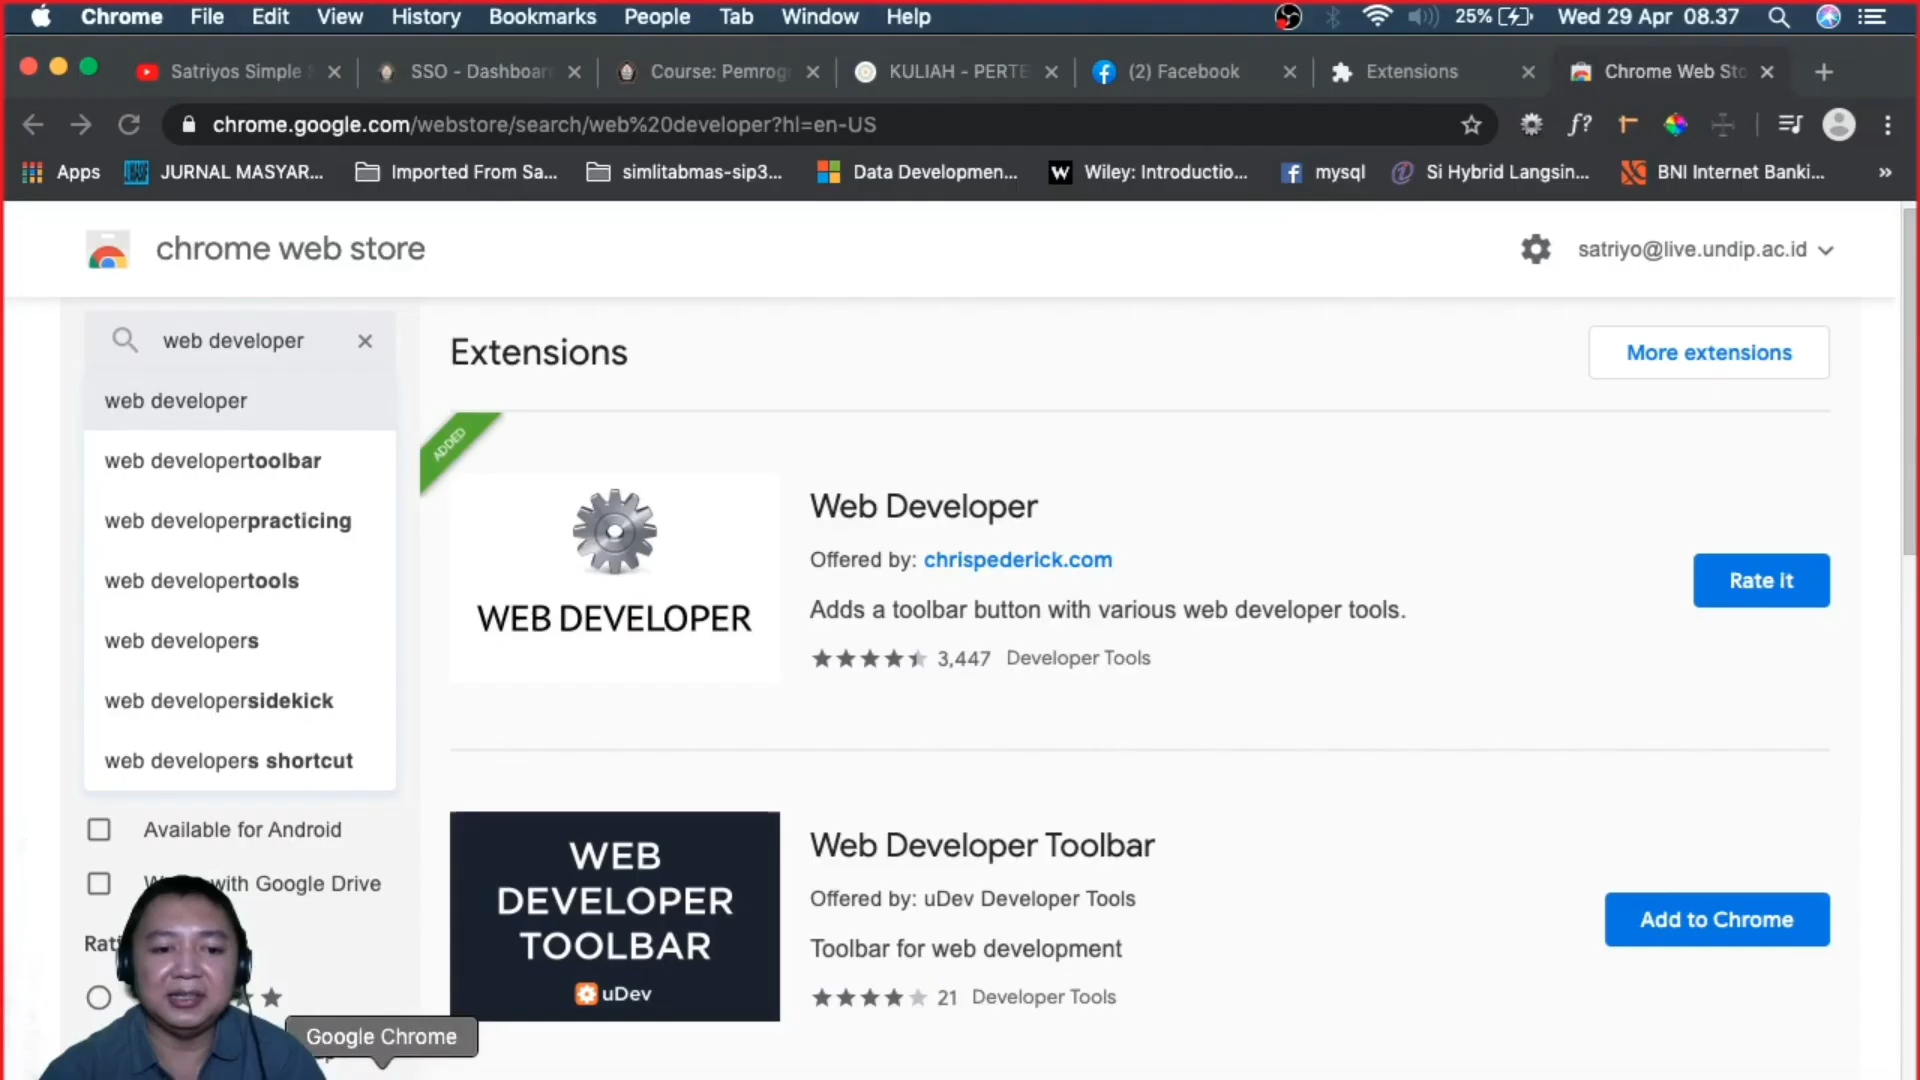 Chrome File Edit View History Bookmarks People Tab Window Help 25% Wed 29 Apr 08.37
Satriyos Simple SSO - Dashboar Course: Pemrog KULIAH - PERTE (2) Facebook Extensions Chrome Web Sto
chrome.google.com/webstore/search/web%20developer?hl=en-US f?
Apps JURNAL MASYAR... Imported From Sa... simlitabmas-sip3... Data Developmen... W Wiley: Introductio... mysql Si Hybrid Langsin... BNI Internet Banki... »
chrome web store
satriyo@live.undip.ac.id
web developer
web developer
web developertoolbar
web developerpracticing
web developertools
web developers
web developersidekick
web developers shortcut
Available for Android
with Google Drive
Extensions
More extensions
ADDED
WEB DEVELOPER
Web Developer
Offered by: chrispederick.com
Adds a toolbar button with various web developer tools.
3,447 Developer Tools
Rate it
WEB
DEVELOPER
TOOLBAR
uDev
Web Developer Toolbar
Offered by: uDev Developer Tools
Toolbar for web development
21 Developer Tools
Add to Chrome
Google Chrome